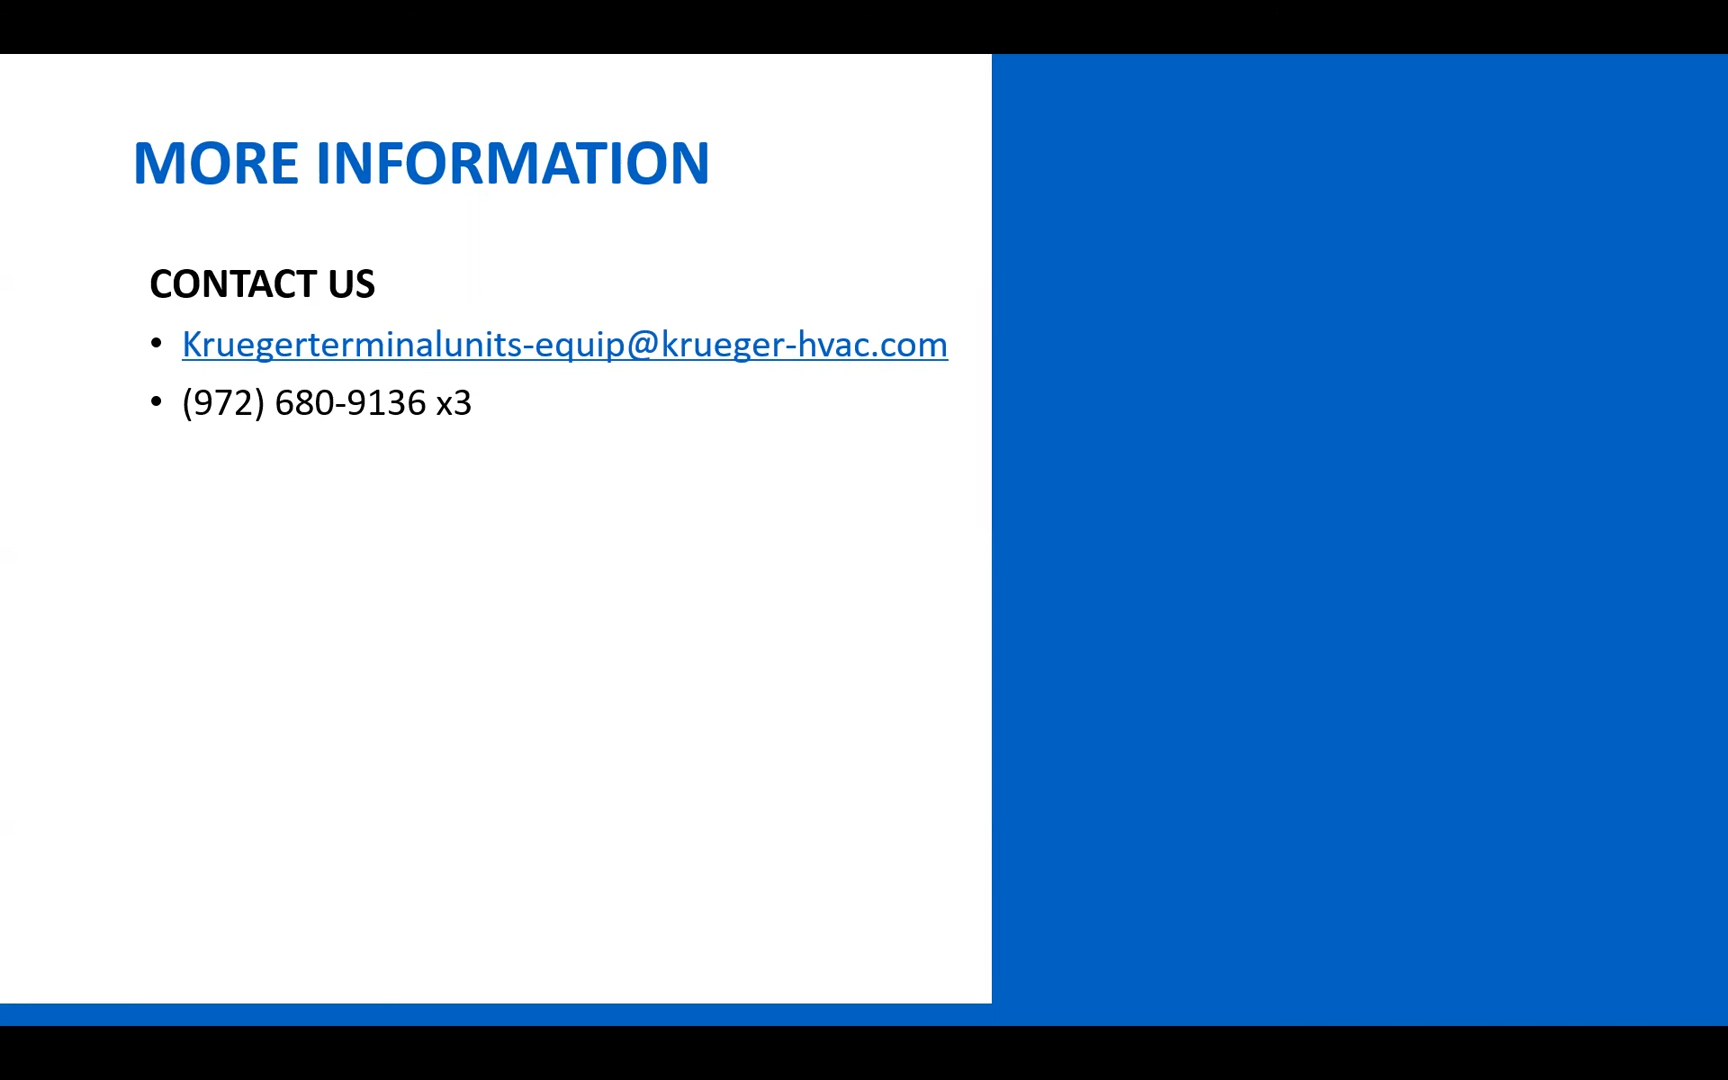 MORE INFORMATION
CONTACT US
• Kruegerterminalunits-equip@krueger-hvac.com
• (972) 680-9136 x3